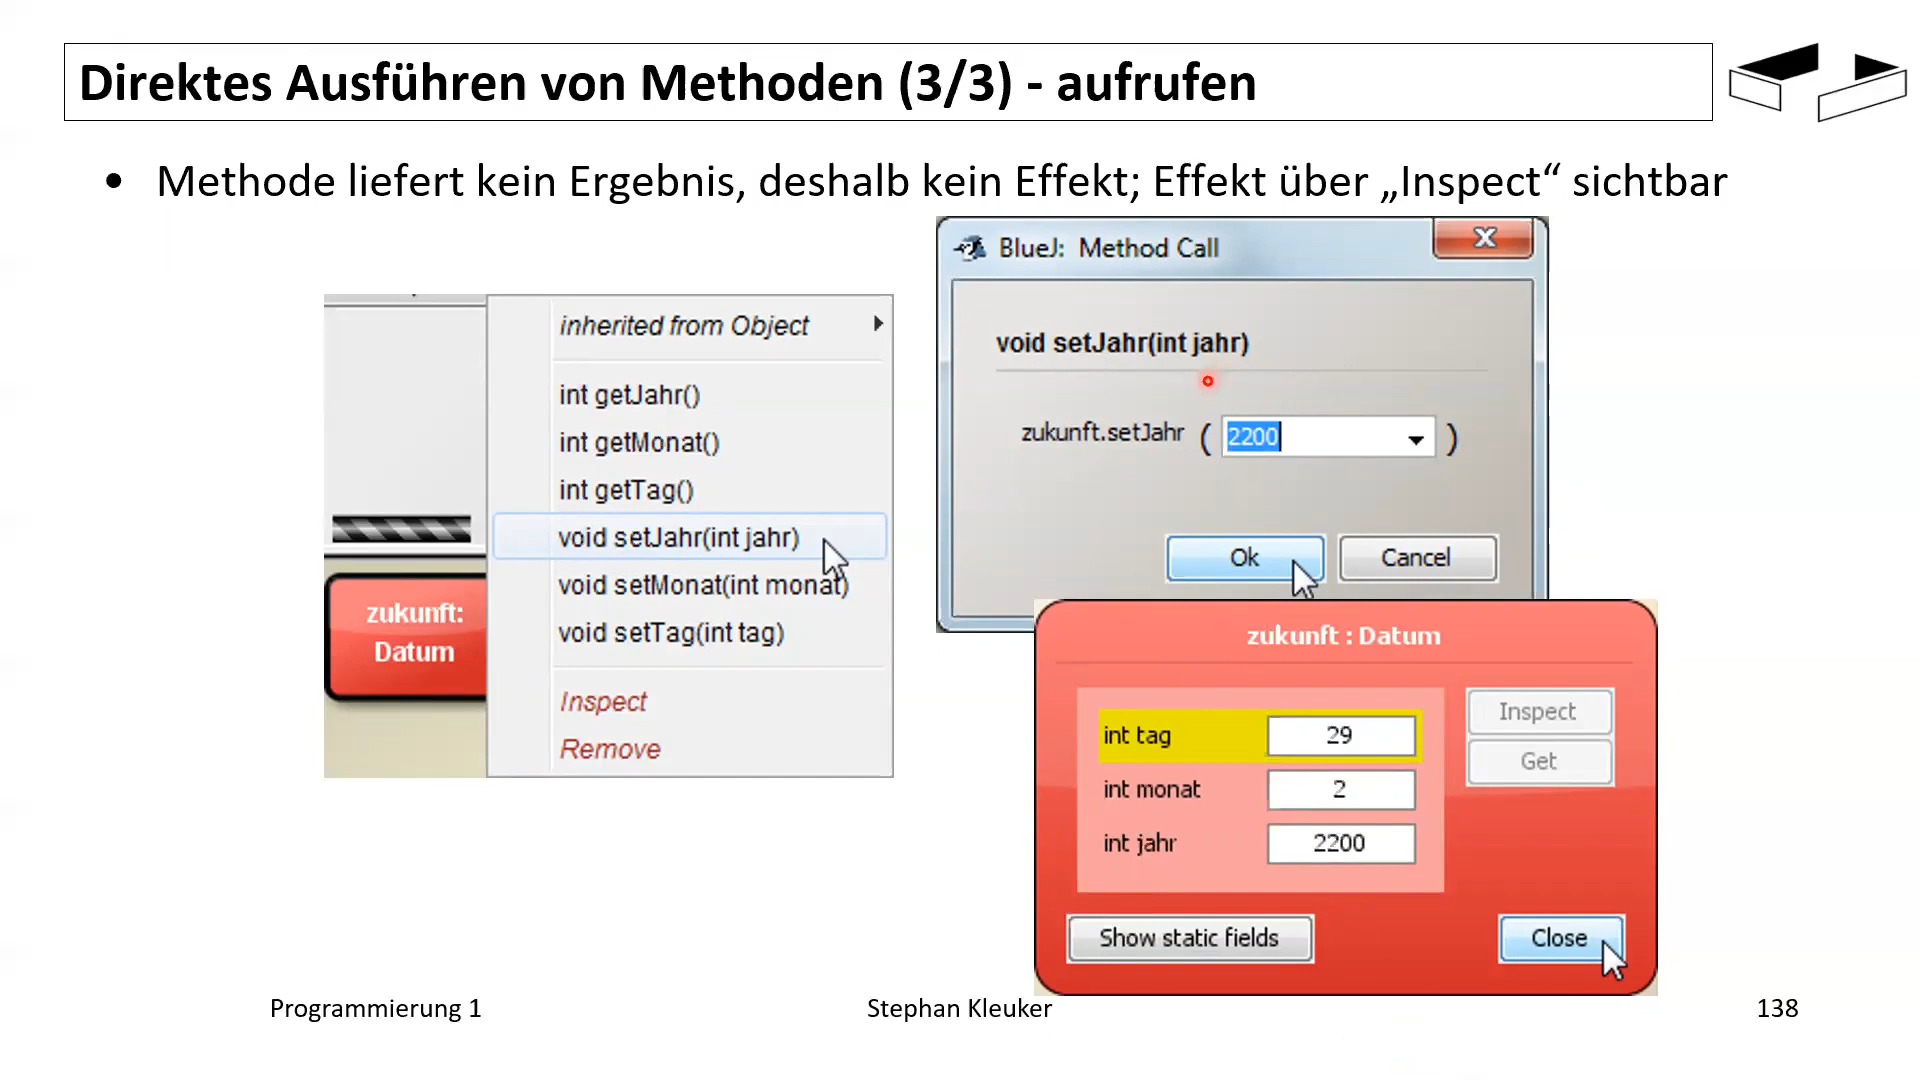 Direktes Ausführen von Methoden (3/3) - aufrufen
• Methode liefert kein Ergebnis, deshalb kein Effekt; Effekt über „Inspect“ sichtbar
inherited from Object
int getJahr()
int getMonat()
int getTag()
void setJahr(int jahr)
void setMonat(int monat)
void setTag(int tag)
Inspect
Remove
zukunft:
Datum
BlueJ: Method Call
void setJahr(int jahr)
zukunft.setJahr ( 2200 )
Ok Cancel
zukunft : Datum
int tag 29
int monat 2
int jahr 2200
Inspect
Get
Show static fields Close
Programmierung 1 Stephan Kleuker 138